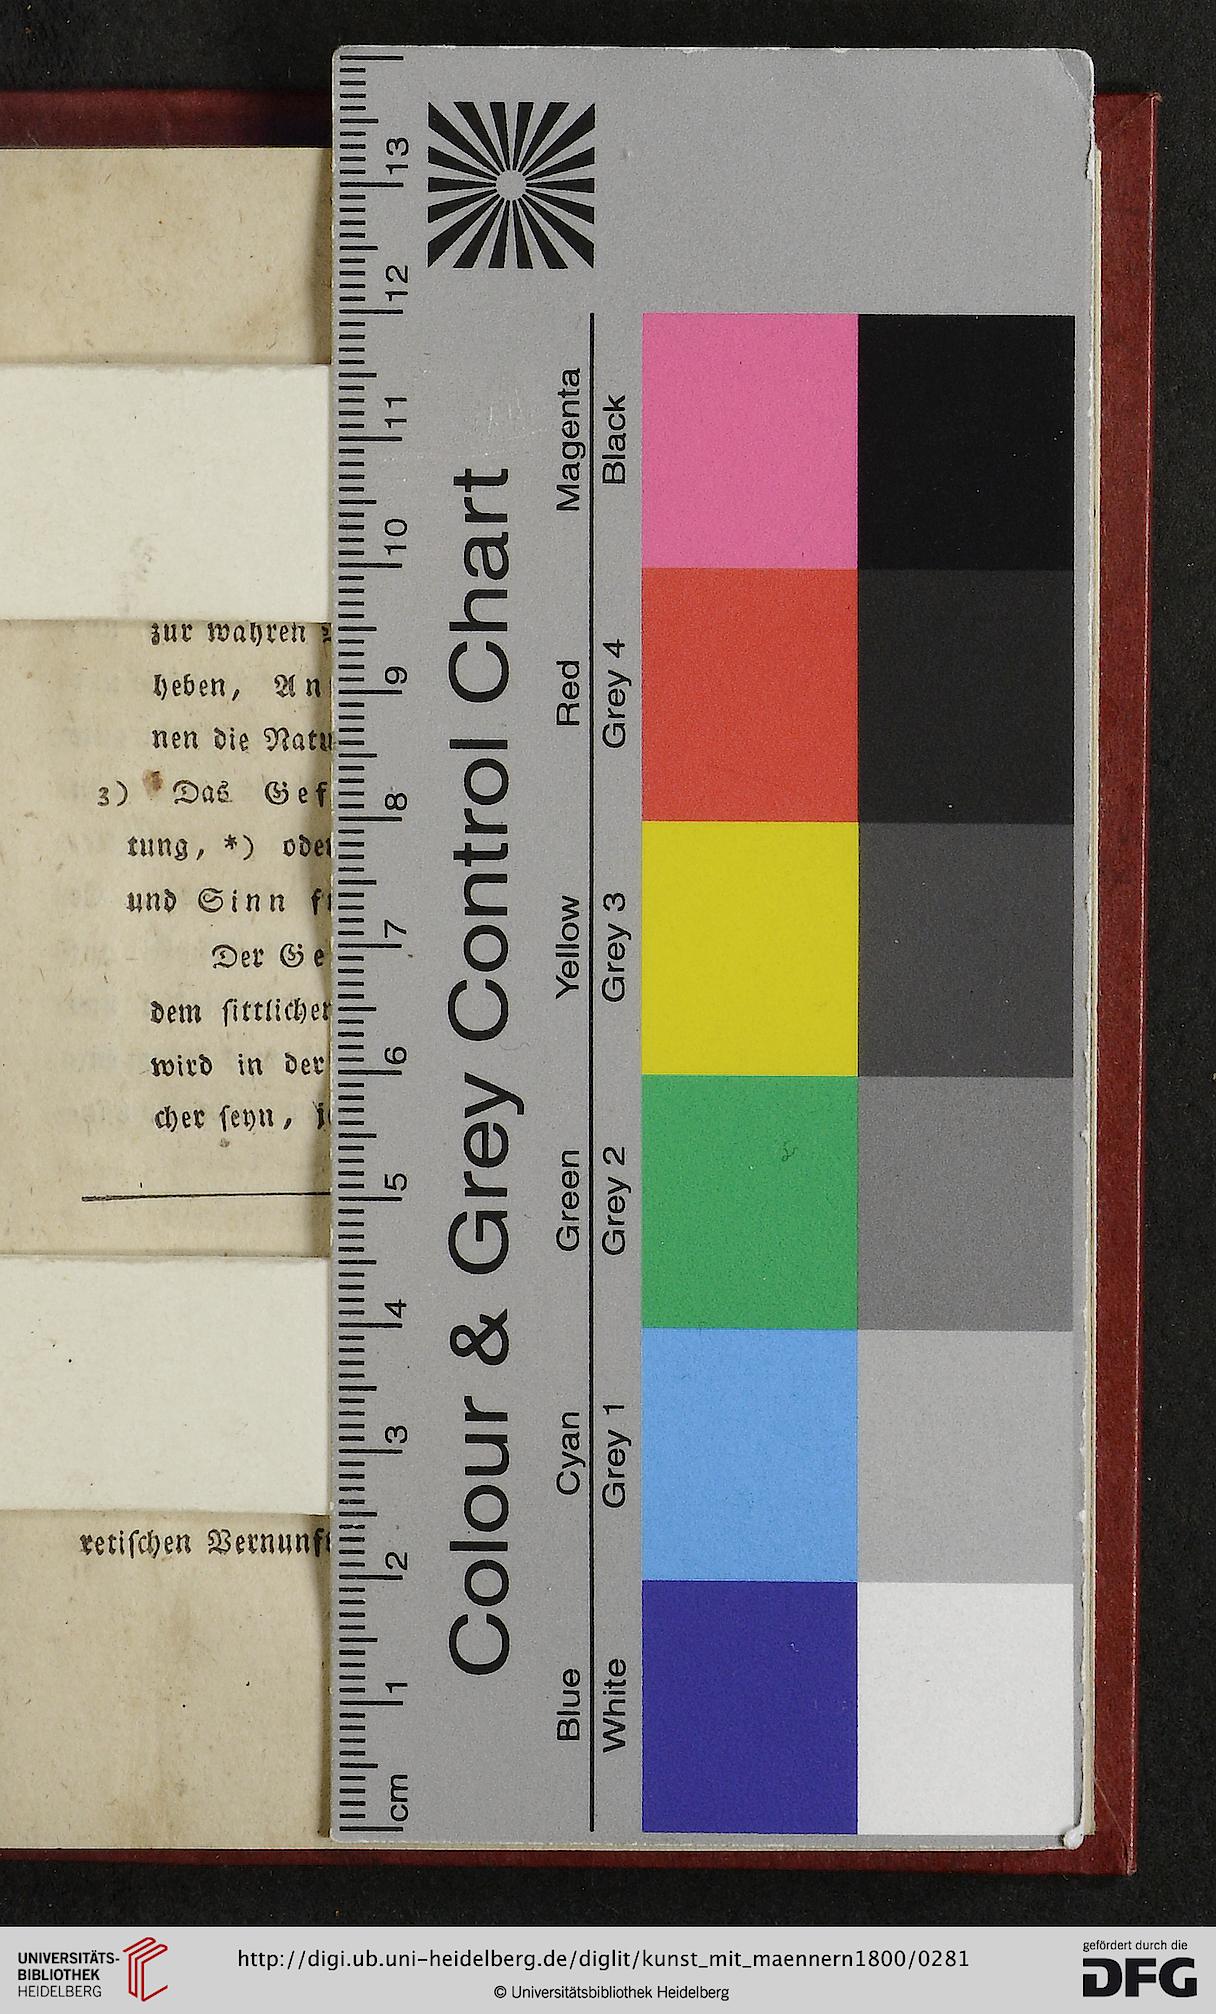 zur wahren
heben, An
nen die Natu
3) Das Gef
tung, *) oder
und Sinn f
Der Ge
dem ſittlicher
wird in der
cher ſeyn,
retiſchen Vernunft
13
12
11
10
9
8
7
6
5
4
3
2
1
cm
Colour & Grey Control Chart
Magenta
Red
Yellow
Green
Cyan
Blue
Black
Grey 4
Grey 3
Grey 2
Grey 1
White
UNIVERSITÄTS-
BIBLIOTHEK
HEIDELBERG
http://digi.ub.uni-heidelberg.de/diglit/kunst_mit_maennern1800/0281
© Universitätsbibliothek Heidelberg
gefördert durch die
DFG